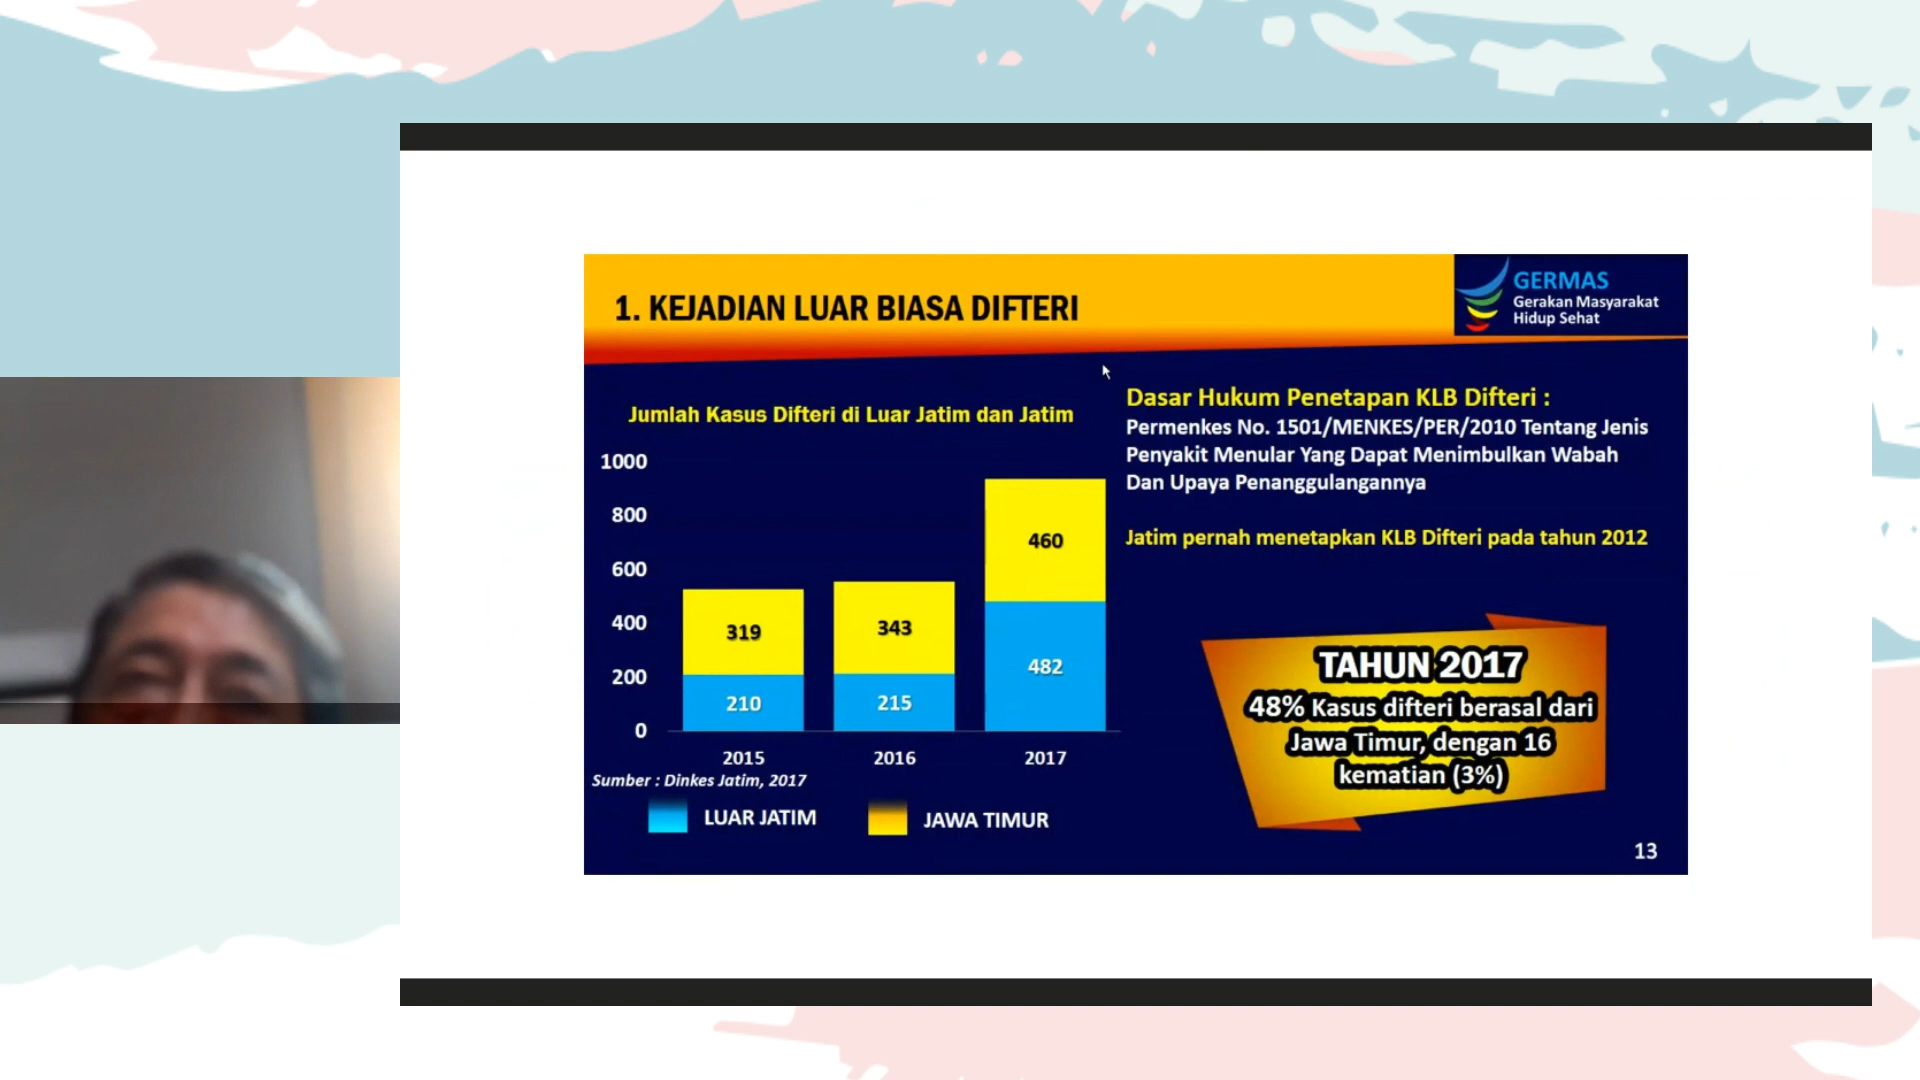 1. KEJADIAN LUAR BIASA DIFTERI
GERMAS
Gerakan Masyarakat
Hidup Sehat
Jumlah Kasus Difteri di Luar Jatim dan Jatim
1000
800
600
400
200
0
319
210
343
215
460
482
2015
2016
2017
Sumber : Dinkes Jatim, 2017
LUAR JATIM
JAWA TIMUR
Dasar Hukum Penetapan KLB Difteri :
Permenkes No. 1501/MENKES/PER/2010 Tentang Jenis
Penyakit Menular Yang Dapat Menimbulkan Wabah
Dan Upaya Penanggulangannya
Jatim pernah menetapkan KLB Difteri pada tahun 2012
TAHUN 2017
48% Kasus difteri berasal dari
Jawa Timur, dengan 16
kematian (3%)
13